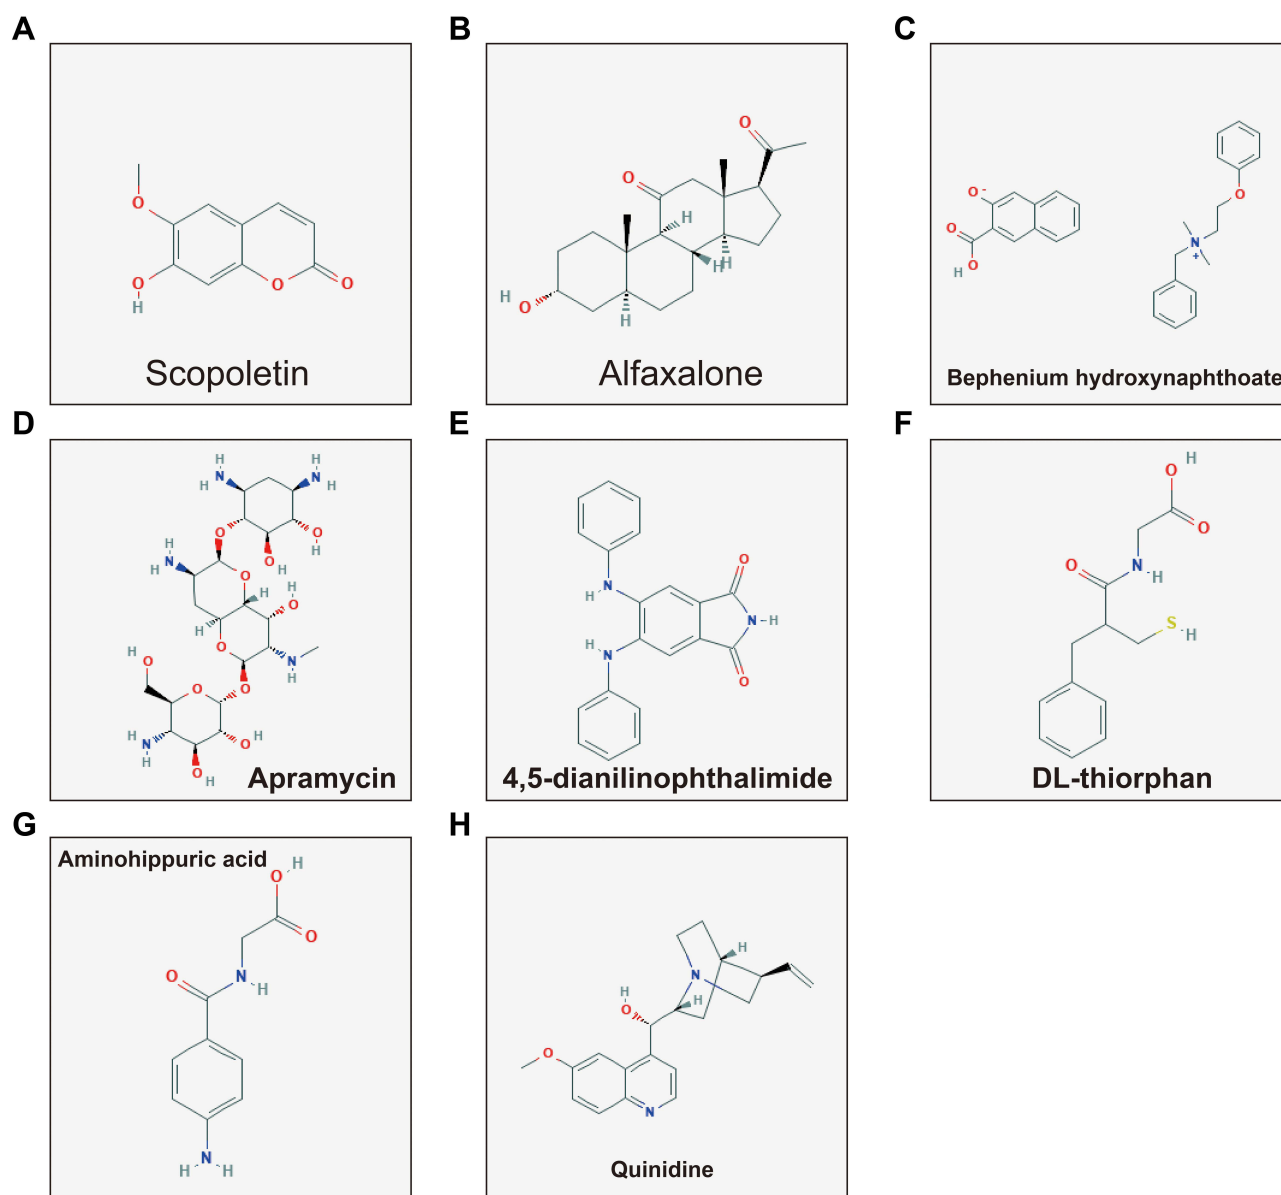 A
B
C
Scopoletin
Alfaxalone
Bephenium hydroxynaphthoate
D
E
F
Apramycin
4,5-dianilinophthalimide
DL-thiorphan
G
H
Aminohippuric acid
Quinidine